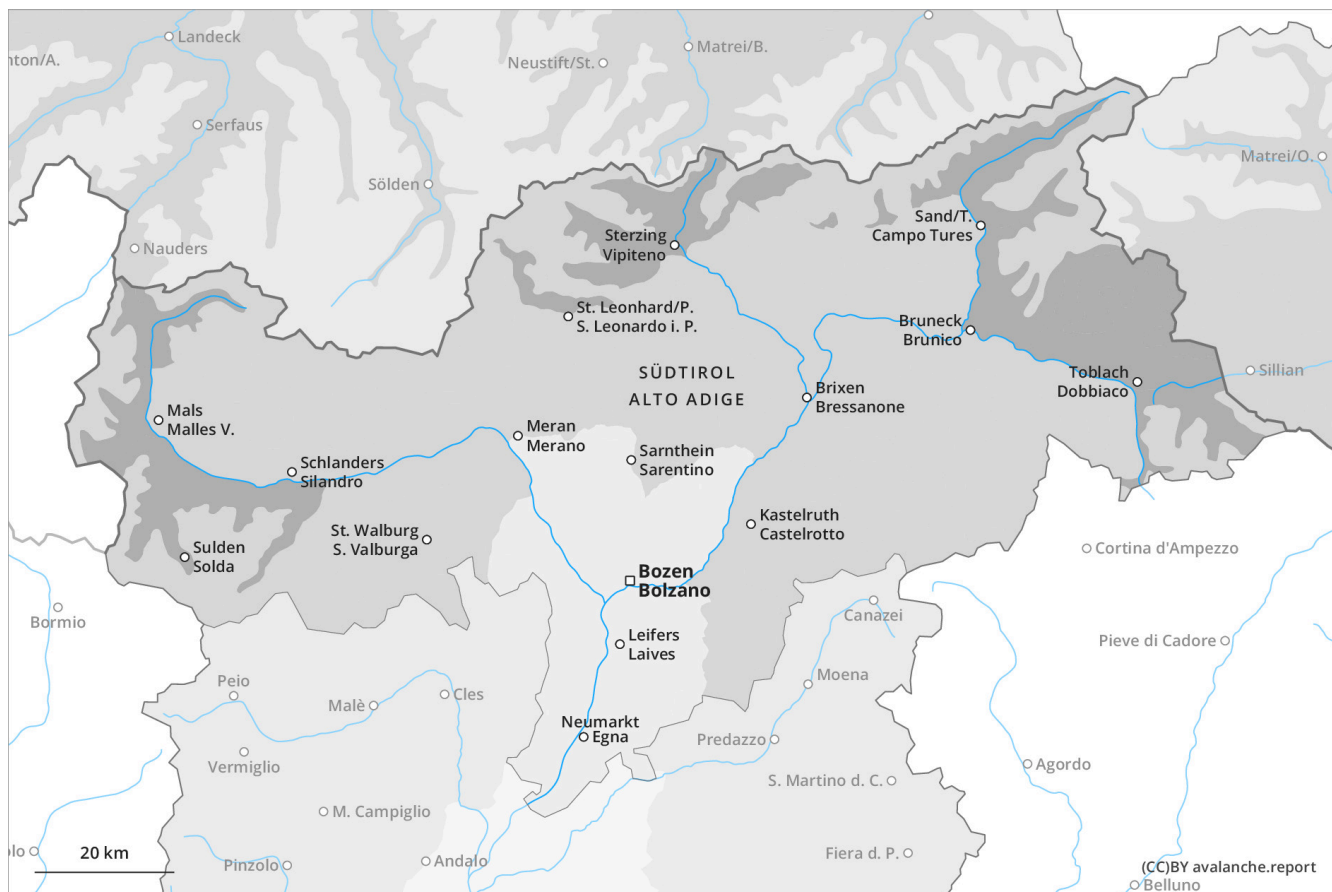 Landeck
nton/A.
Matrei/B.
Neustift/St.
Serfaus
Matrei/O.
Sölden
Sand/T.
Campo Tures
Sterzing
Vipiteno
Nauders
St. Leonhard/P.
S. Leonardo i. P.
Bruneck
Brunico
SÜDTIROL
ALTO ADIGE
Toblach
Dobbiaco
Sillian
Brixen
Bressanone
Mals
Malles V.
Meran
Merano
Sarnthein
Sarentino
Schlanders
Silandro
Kastelruth
Castelrotto
St. Walburg
S. Valburga
Sulden
Solda
Cortina d'Ampezzo
Bozen
Bolzano
Bormio
Canazei
Leifers
Laives
Pieve di Cadore
Peio
Moena
Malè
Cles
Neumarkt
Egna
Predazzo
Vermiglio
Agordo
S. Martino d. C.
M. Campiglio
20 km
olo
Pinzolo
Andalo
Fiera d. P.
(CC)BY avalanche.report
Belluno